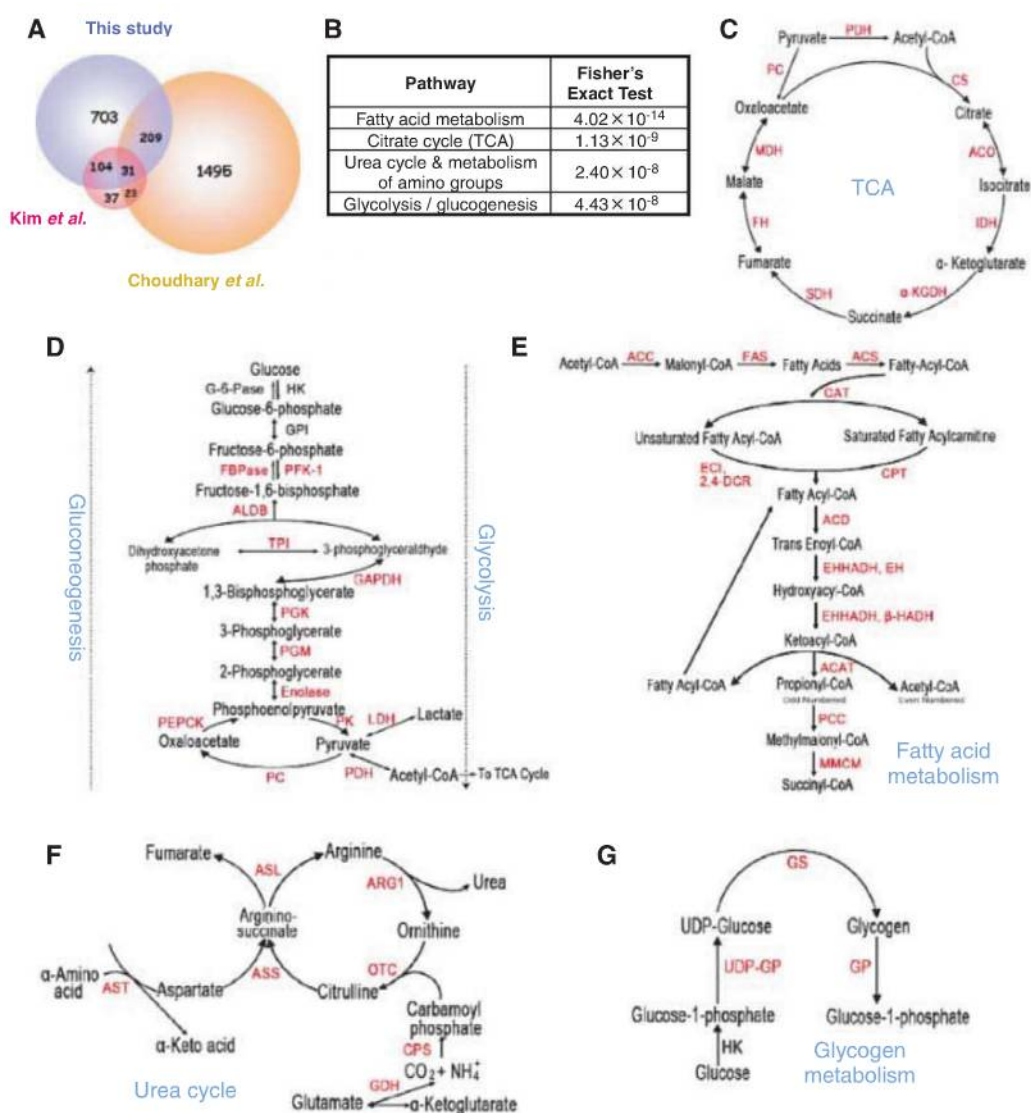 A
This study
703
209
104
31
37
23
1495
Kim et al.
Choudhary et al.
B
Pathway
Fisher's
Exact Test
Fatty acid metabolism
4.02×10-14
Citrate cycle (TCA)
1.13×10-9
Urea cycle & metabolism
of amino groups
2.40×10-8
Glycolysis / glucogenesis
4.43×10-8
C
Pyruvate
PDH
Acetyl-CoA
PC
CS
Oxaloacetate
Citrate
MDH
ACO
Malate
TCA
Isocitrate
FH
IDH
Fumarate
α- Ketoglutarate
SDH
α-KGDH
Succinate
D
Gluconeogenesis
Glycolysis
Glucose
G-6-Pase
HK
Glucose-6-phosphate
GPI
Fructose-6-phosphate
FBPase
PFK-1
Fructose-1,6-bisphosphate
ALDB
Dihydroxyacetone
phosphate
TPI
3-phosphoglyceraldhyde
GAPDH
1,3-Bisphosphoglycerate
PGK
3-Phosphoglycerate
PGM
2-Phosphoglycerate
Enolase
Phosphoenolpyruvate
PEPCK
PK
LDH
Lactate
Oxaloacetate
Pyruvate
PC
PDH
Acetyl-CoA
To TCA Cycle
E
Acetyl-CoA
ACC
Malonyl-CoA
FAS
Fatty Acids
ACS
Fatty-Acyl-CoA
CAT
Unsaturated Fatty Acyl-CoA
Saturated Fatty Acylcarnitine
ECI,
2,4-DCR
CPT
Fatty Acyl-CoA
ACD
Trans Enoyl-CoA
EHHADH, EH
Hydroxyacyl-CoA
EHHADH, β-HADH
Ketoacyl-CoA
ACAT
Fatty Acyl-CoA
Propionyl-CoA
Odd Numbered
Acetyl-CoA
Even Numbered
PCC
Methylmalonyl-CoA
MMCM
Succinyl-CoA
Fatty acid
metabolism
F
Fumarate
ASL
Arginine
ARG1
Urea
Arginino-
succinate
Ornithine
α-Amino
acid
AST
Aspartate
ASS
Citrulline
OTC
Carbamoyl
phosphate
α-Keto acid
CPS
CO2 + NH4+
GDH
Glutamate
α-Ketoglutarate
Urea cycle
G
GS
UDP-Glucose
Glycogen
UDP-GP
GP
Glucose-1-phosphate
Glucose-1-phosphate
HK
Glucose
Glycogen
metabolism